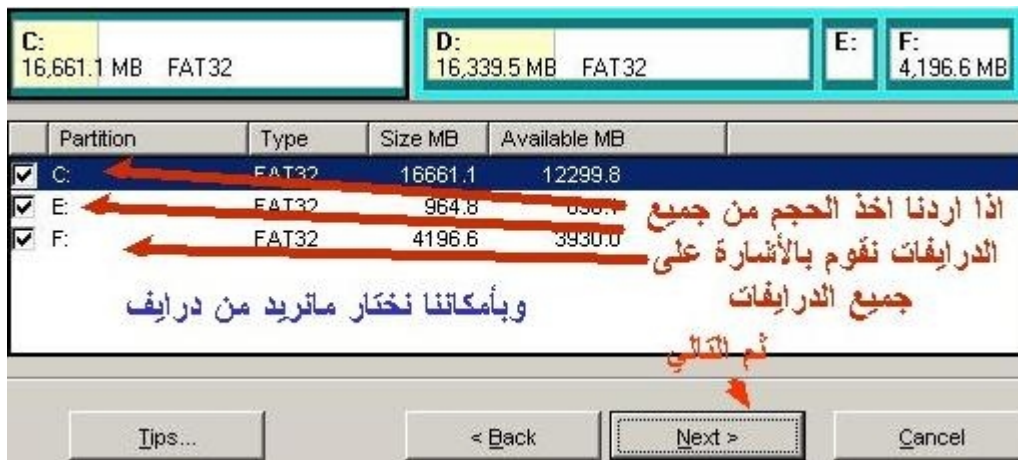 C:
16,661.1 MB FAT32
D:
16,339.5 MB FAT32
E:
F:
4,196.6 MB
Partition Type Size MB Available MB
C: FAT32 16661.1 12299.8
E: FAT32 964.8
F: FAT32 4196.6 3930.0
اذا اردنا اخذ الحجم من جميع
الدرايفات نقوم بالأشارة على
جميع الدرايفات
وبأمكاننا نختار مانريد من درايف
ثم التالي
Tips...
< Back
Next >
Cancel